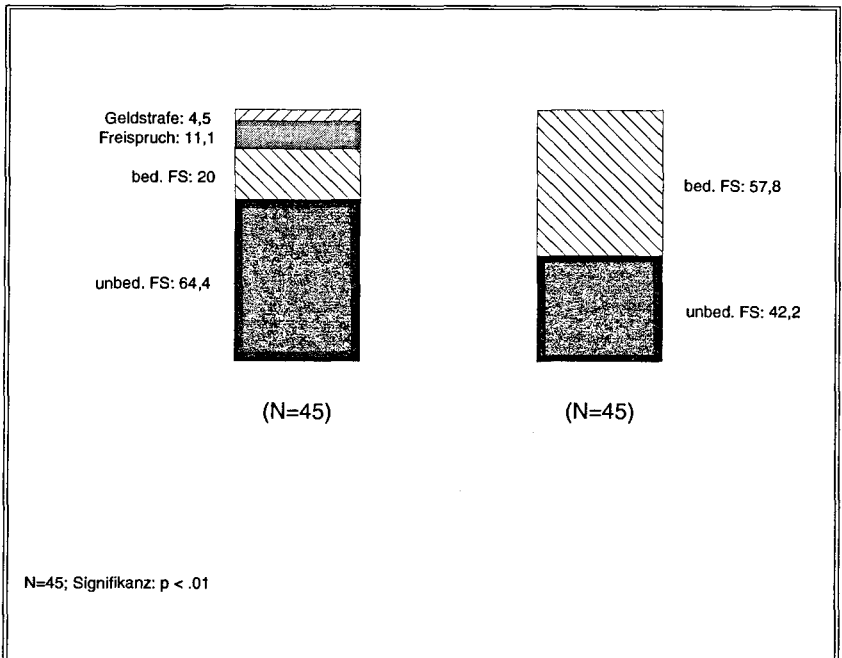 Geldstrafe: 4,5
Freispruch: 11,1
bed. FS: 20
unbed. FS: 64,4
bed. FS: 57,8
unbed. FS: 42,2
(N=45)
(N=45)
N=45; Signifikanz: p < .01